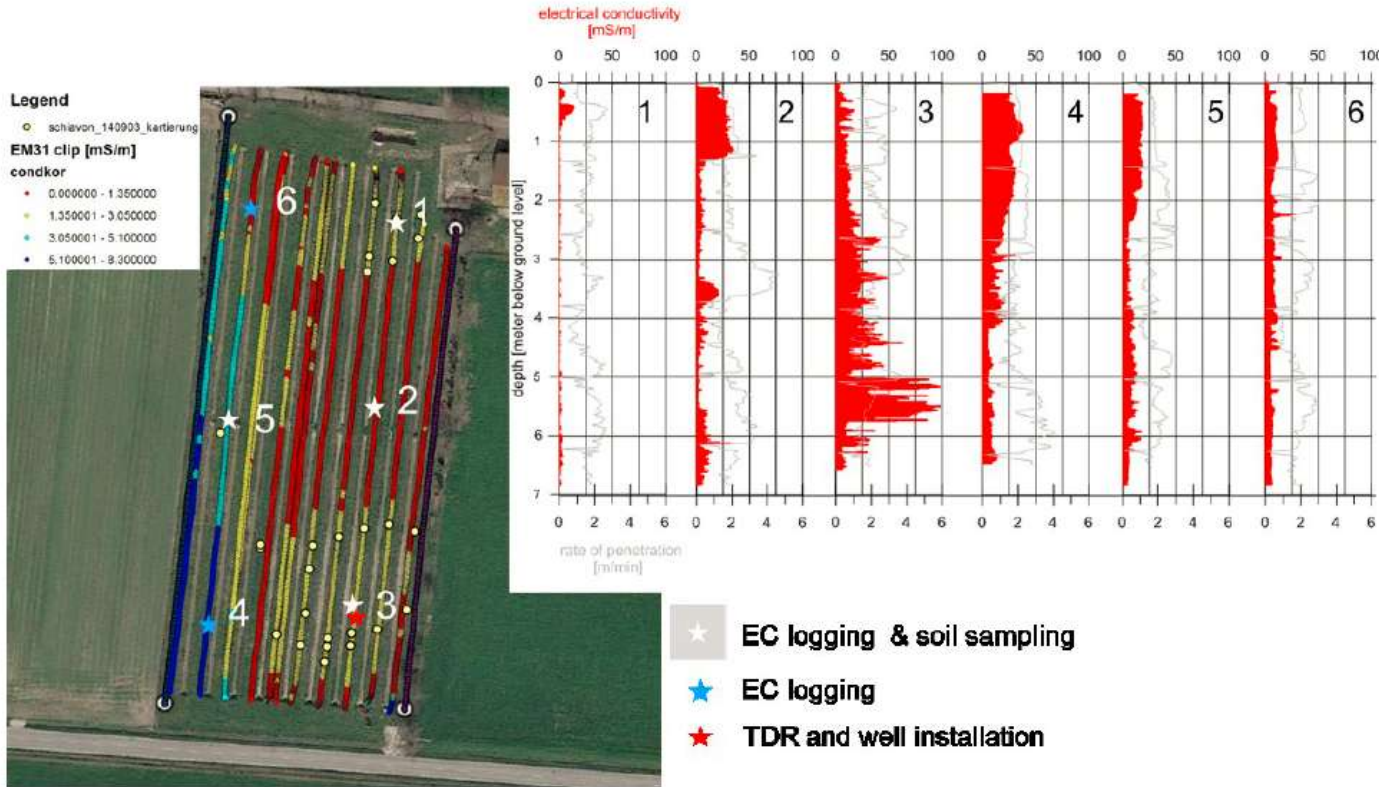 electrical conductivity
[mS/m]
0 50 100 0 50 100 0 50 100 0 50 100 0 50 100 0 50 100
Legend
schiavon_140903_kartierung
EM31 clip [mS/m]
condkor
0.000000 - 1.350000
1.350001 - 3.050000
3.050001 - 5.100000
5.100001 - 8.300000
1
2
3
4
5
6
0
1
2
3
4
5
6
7
depth [meter below ground level]
1 2 3 4 5 6
0 2 4 0 2 4 6 0 2 4 6 0 2 4 6 0 2 4 6 0 2 4 6
rate of penetration
[m/min]
EC logging & soil sampling
EC logging
TDR and well installation